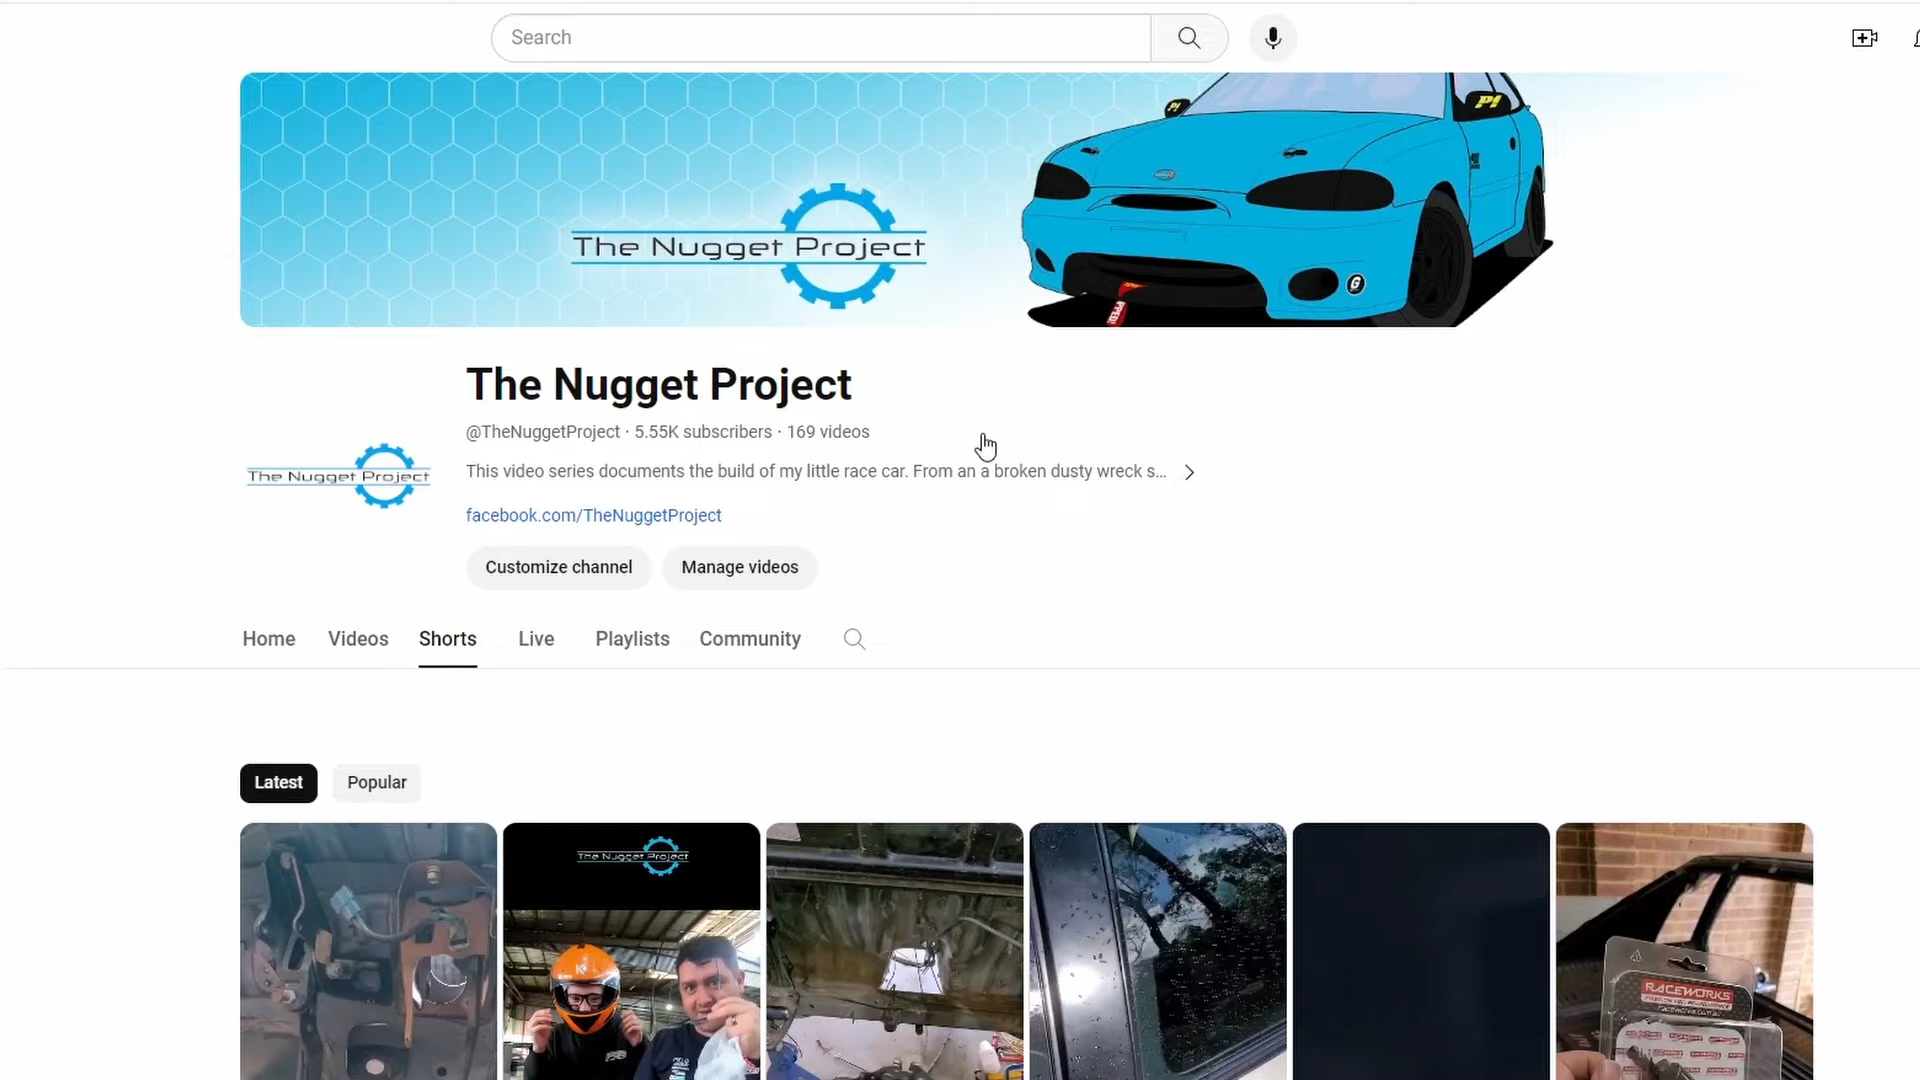 Search
P1
P1
The Nugget Project
G
The Nugget Project
@TheNuggetProject · 5.55K subscribers · 169 videos
The Nugget Project
This video series documents the build of my little race car. From an a broken dusty wreck s...
facebook.com/TheNuggetProject
Customize channel
Manage videos
Home
Videos
Shorts
Live
Playlists
Community
Latest
Popular
The Nugget Project
K
RACEWORKS